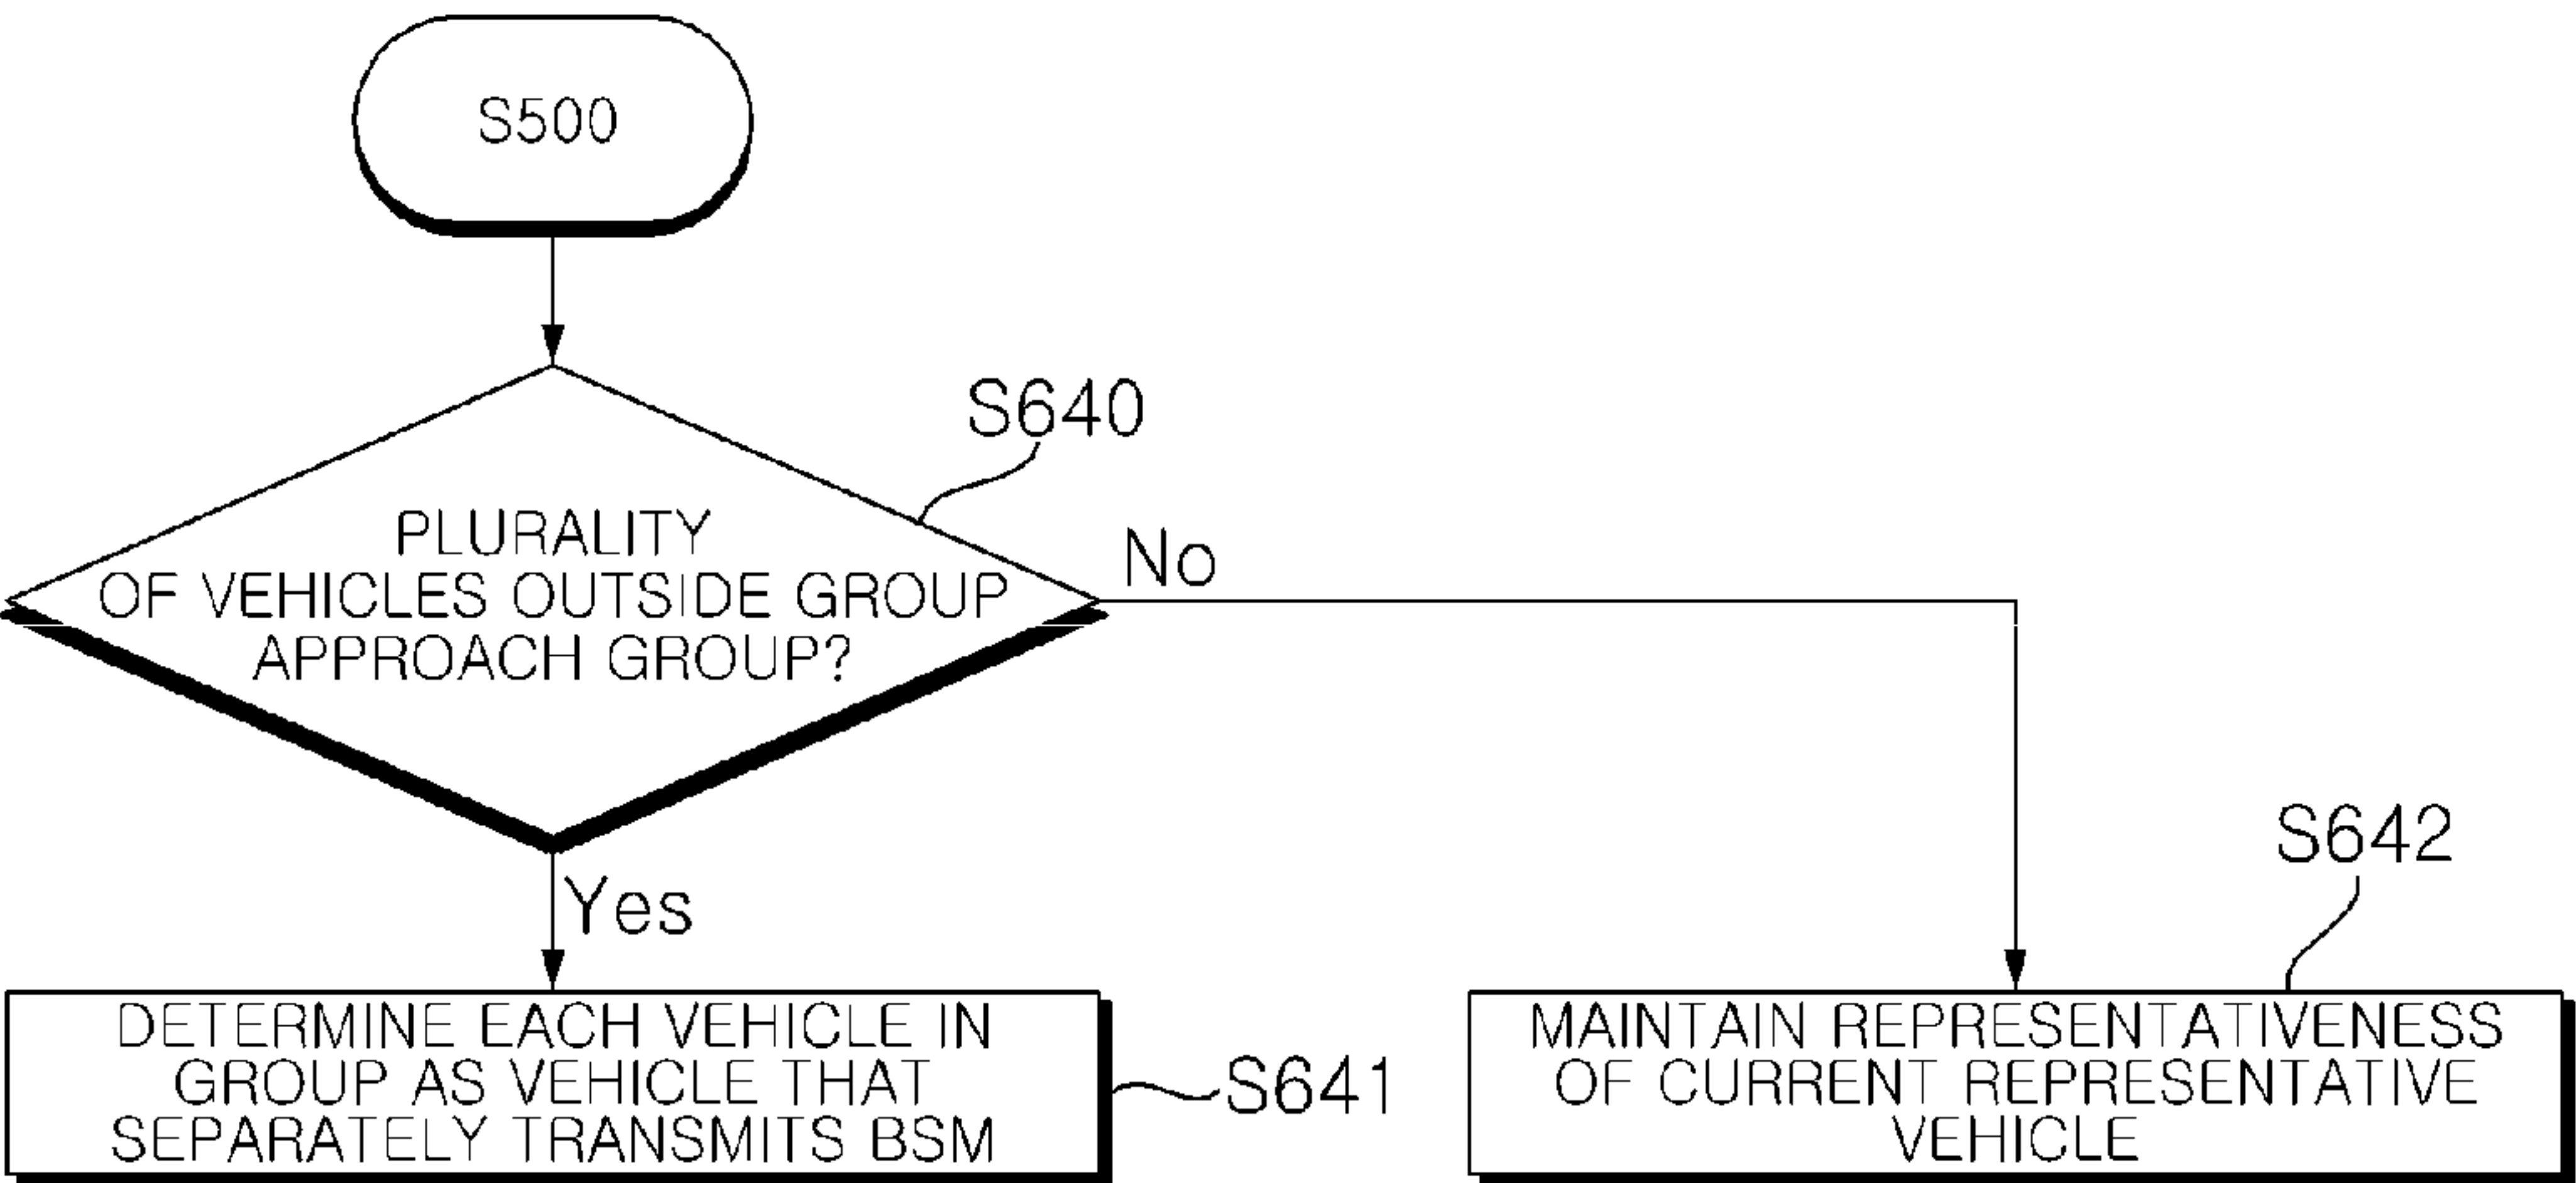 S500
S640
PLURALITY
OF VEHICLES OUTSIDE GROUP
APPROACH GROUP?
No
Yes
S642
DETERMINE EACH VEHICLE IN
GROUP AS VEHICLE THAT
SEPARATELY TRANSMITS BSM
S641
MAINTAIN REPRESENTATIVENESS
OF CURRENT REPRESENTATIVE
VEHICLE